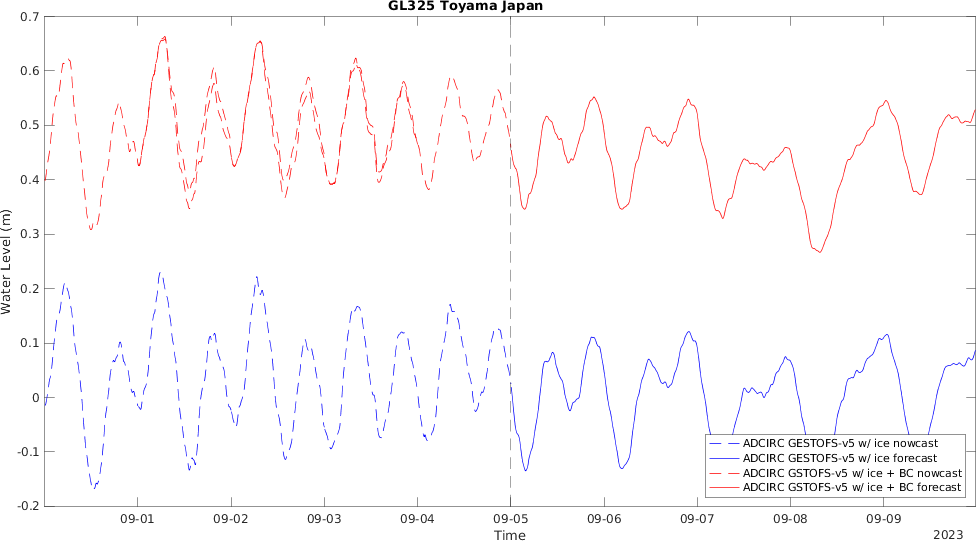 GL325 Toyama Japan
0.7
0.6
0.5
0.4
0.3
0.2
0.1
0
-0.1
-0.2
Water Level (m)
ADCIRC GESTOFS-v5 w/ ice nowcast
ADCIRC GESTOFS-v5 w/ ice forecast
ADCIRC GSTOFS-v5 w/ ice + BC nowcast
ADCIRC GSTOFS-v5 w/ ice + BC forecast
09-01 09-02 09-03 09-04 09-05 09-06 09-07 09-08 09-09
Time
2023